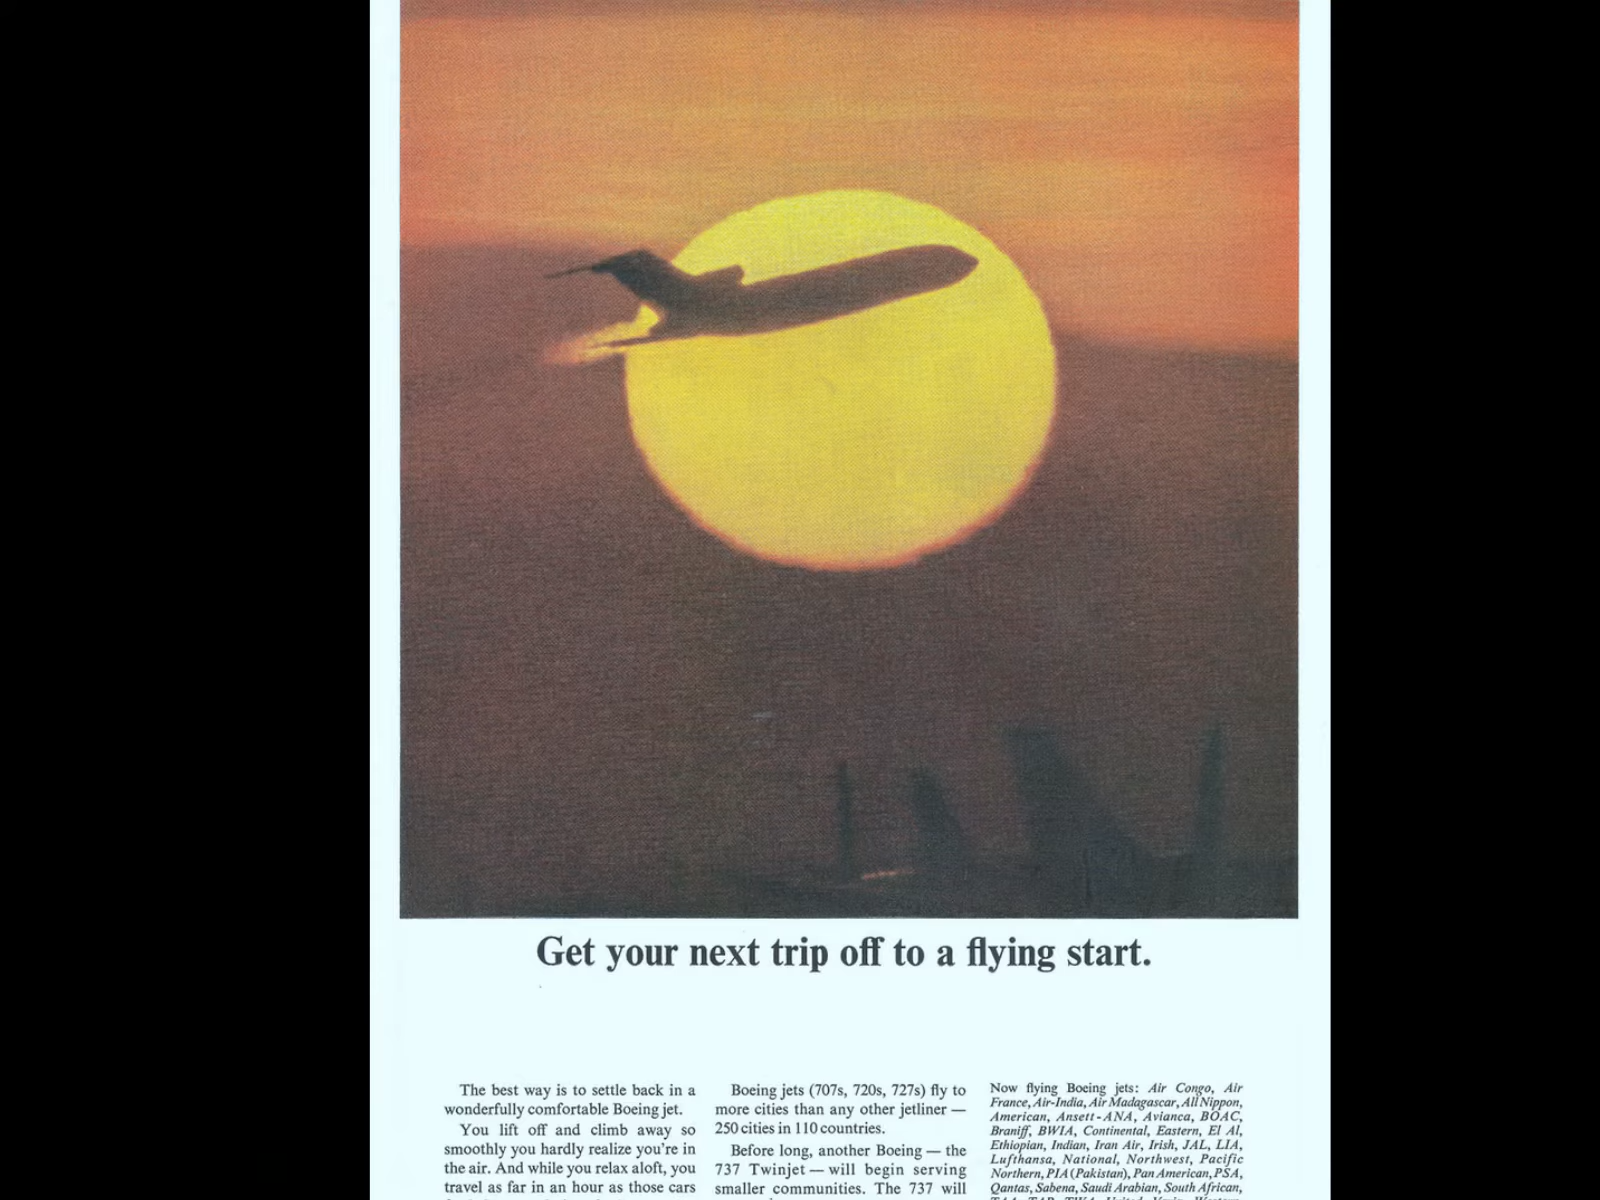 Get your next trip off to a flying start.
The best way is to settle back in a
wonderfully comfortable Boeing jet.
You lift off and climb away so
smoothly you hardly realize you're in
the air. And while you relax aloft, you
travel as far in an hour as those cars
Boeing jets (707s, 720s, 727s) fly to
more cities than any other jetliner —
250 cities in 110 countries.
Before long, another Boeing — the
737 Twinjet — will begin serving
smaller communities. The 737 will
Now flying Boeing jets: Air Congo, Air
France, Air-India, Air Madagascar, All Nippon,
American, Ansett-ANA, Avianca, BOAC,
Braniff, BWIA, Continental, Eastern, El Al,
Ethiopian, Indian, Iran Air, Irish, JAL, LIA,
Lufthansa, National, Northwest, Pacific
Northern, PIA (Pakistan), Pan American, PSA,
Qantas, Sabena, Saudi Arabian, South African,